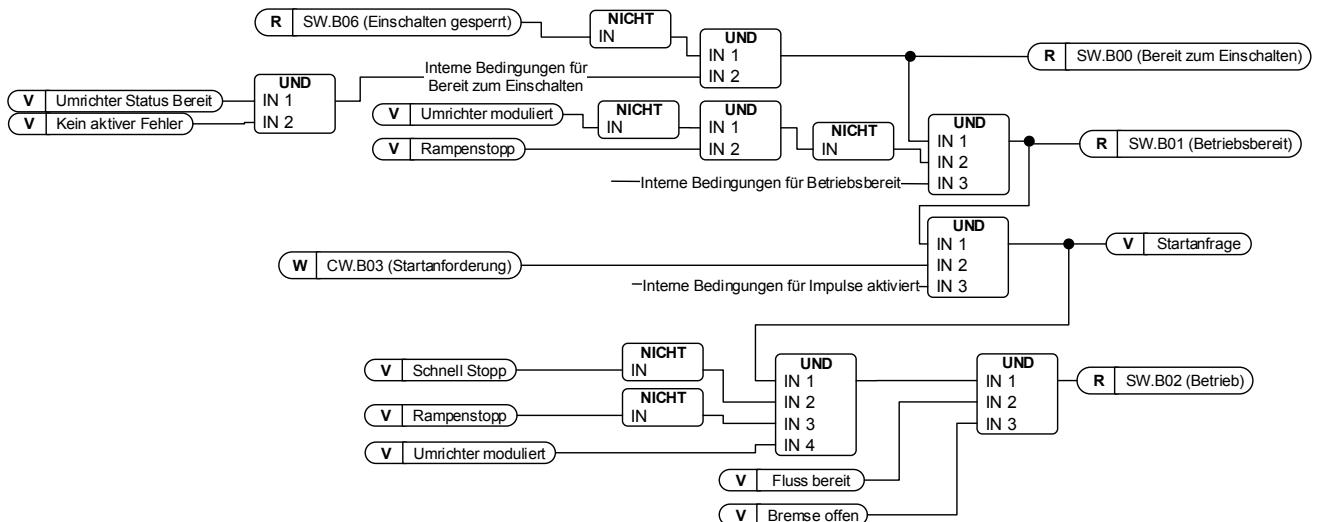 R SW.B06 (Einschalten gesperrt)
NICHT
IN
UND
IN 1
IN 2
R SW.B00 (Bereit zum Einschalten)
Interne Bedingungen für
Bereit zum Einschalten
V Umrichter Status Bereit
V Kein aktiver Fehler
UND
IN 1
IN 2
V Umrichter moduliert
NICHT
IN
V Rampenstopp
UND
IN 1
IN 2
NICHT
IN
UND
IN 1
IN 2
IN 3
R SW.B01 (Betriebsbereit)
Interne Bedingungen für Betriebsbereit
UND
IN 1
IN 2
IN 3
V Startanfrage
W CW.B03 (Startanforderung)
Interne Bedingungen für Impulse aktiviert
V Schnell Stopp
NICHT
IN
V Rampenstopp
NICHT
IN
V Umrichter moduliert
UND
IN 1
IN 2
IN 3
IN 4
UND
IN 1
IN 2
IN 3
R SW.B02 (Betrieb)
V Fluss bereit
V Bremse offen